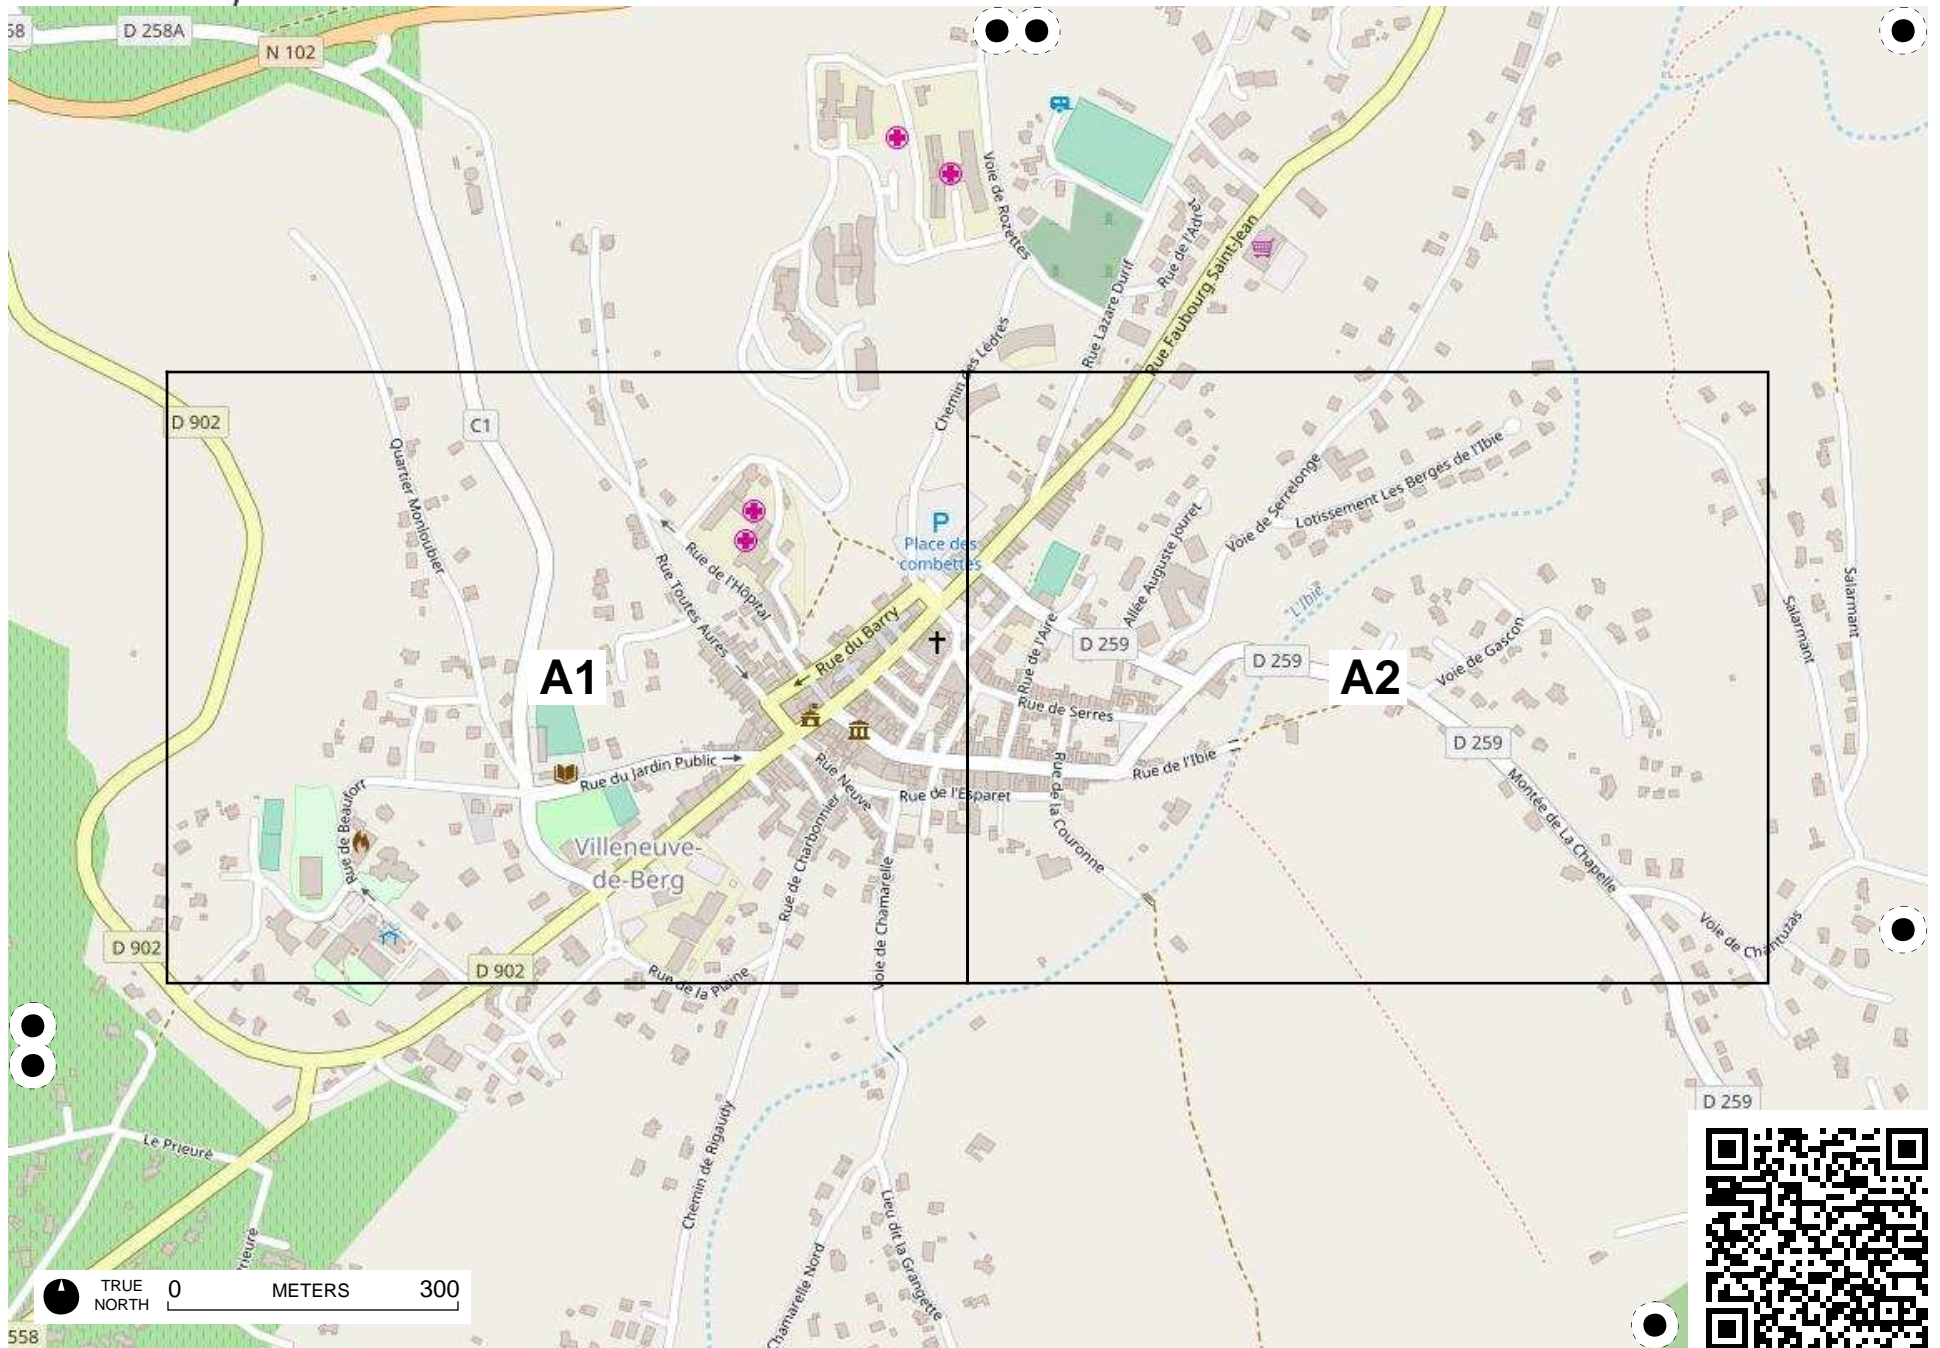 58
D 258A
N 102
Voie de Rozettes
Rue de l'Adret
Rue Faubourg Saint-Jean
Rue Lazare Durif
Chemin des Lèdres
D 902
C1
Quartier Monloubier
Lotissement Les Berges de l'Ibie
Voie de Serrelonge
Allée Auguste Jouret
P
Place des
combettes
Rue de l'Hôpital
Rue Toutes Aures
L'Ibie
Salarmant
Salarmant
Rue du Barry
Rue de l'Aire
D 259
D 259
Voie de Gascon
A1
A2
Rue de Serres
D 259
Rue du Jardin Public
Rue Neuve
Rue de l'Ibie
Rue de l'Esparet
Rue de la Couronne
Montée de La Chapelle
Rue de Beaufort
Villeneuve-
de-Berg
Rue de Charbonnier
Voie de Chamarelle
Voie de Chantuzas
D 902
D 902
Rue de la Plaine
D 259
Le Prieuré
Chemin de Rigaudy
Lieu dit la Grangette
Chamarelle Nord
TRUE
NORTH
0 METERS 300
558